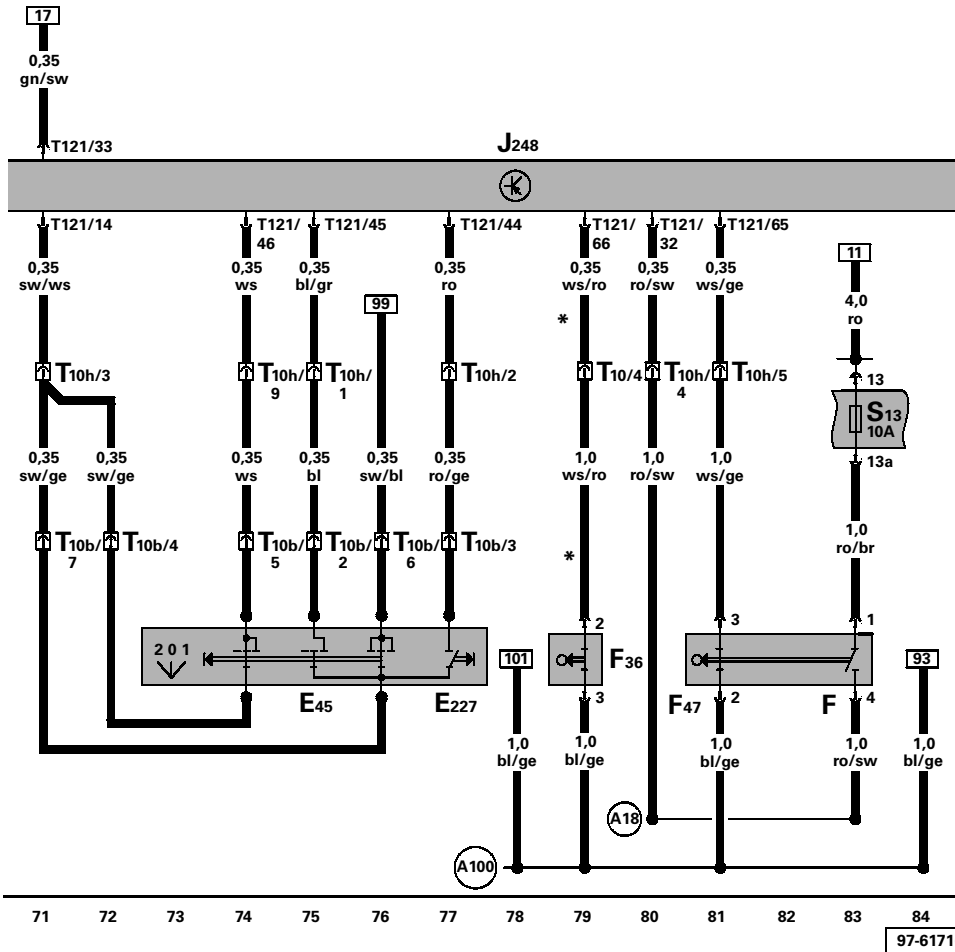 17
0,35
gn/sw
T121/33
J248
T121/14
T121/
46
T121/45
T121/44
T121/
66
T121/
32
T121/65
0,35
sw/ws
0,35
ws
0,35
bl/gr
0,35
ro
0,35
ws/ro
0,35
ro/sw
0,35
ws/ge
11
99
4,0
ro
*
T10h/3
T10h/
9
T10h/
1
T10h/2
T10/4
T10h/
4
T10h/5
13
S13
10A
13a
0,35
sw/ge
0,35
sw/ge
0,35
ws
0,35
bl
0,35
sw/bl
0,35
ro/ge
1,0
ws/ro
1,0
ro/sw
1,0
ws/ge
1,0
ro/br
*
T10b/
7
T10b/4
T10b/
5
T10b/
2
T10b/
6
T10b/3
2
3
1
2 0 1
101
F36
93
E45
E227
3
F47
2
F
4
1,0
bl/ge
1,0
bl/ge
1,0
bl/ge
1,0
ro/sw
1,0
bl/ge
A18
A100
71 72 73 74 75 76 77 78 79 80 81 82 83 84
97-6171